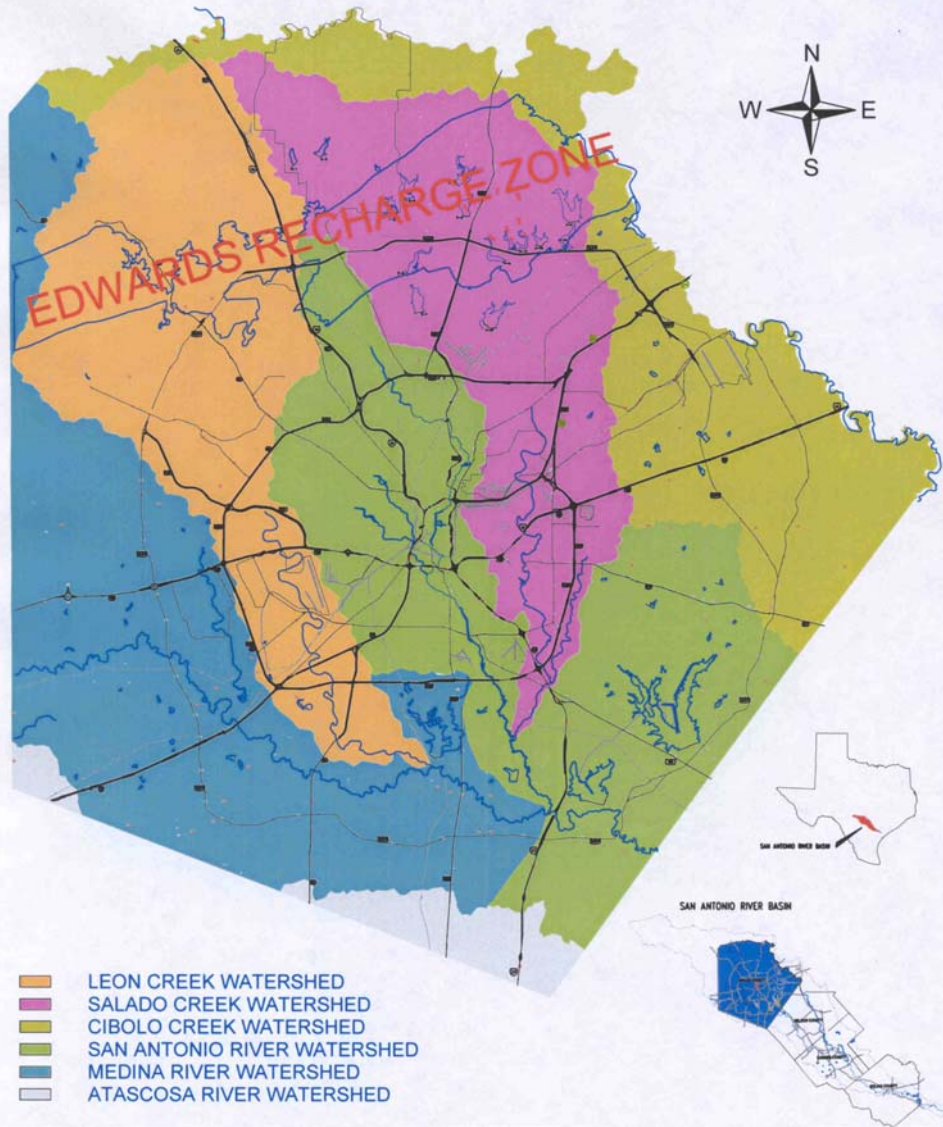 N
W E
S
EDWARDS RECHARGE ZONE
SAN ANTONIO RIVER BASIN
SAN ANTONIO RIVER BASIN
LEON CREEK WATERSHED
SALADO CREEK WATERSHED
CIBOLO CREEK WATERSHED
SAN ANTONIO RIVER WATERSHED
MEDINA RIVER WATERSHED
ATASCOSA RIVER WATERSHED